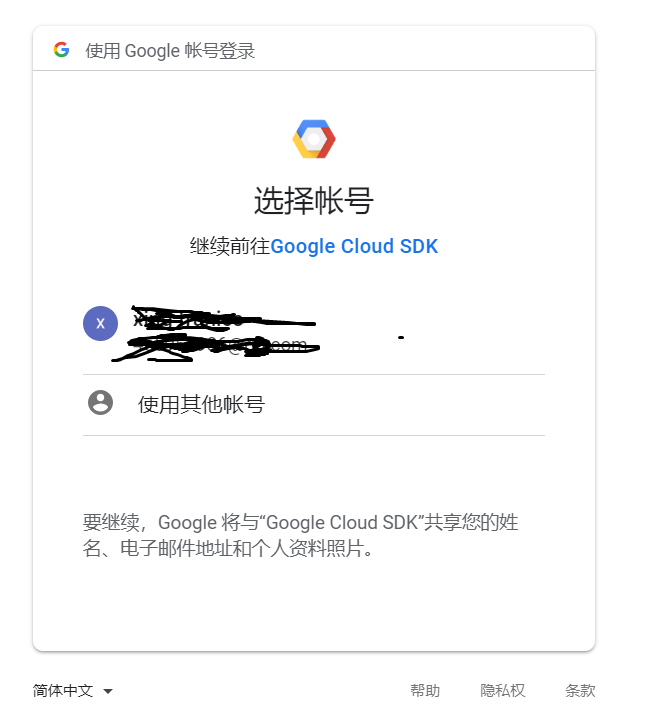 使用 Google 帐号登录
选择帐号
继续前往Google Cloud SDK
X
使用其他帐号
要继续，Google 将与“Google Cloud SDK”共享您的姓
名、电子邮件地址和个人资料照片。
简体中文
帮助 隐私权 条款